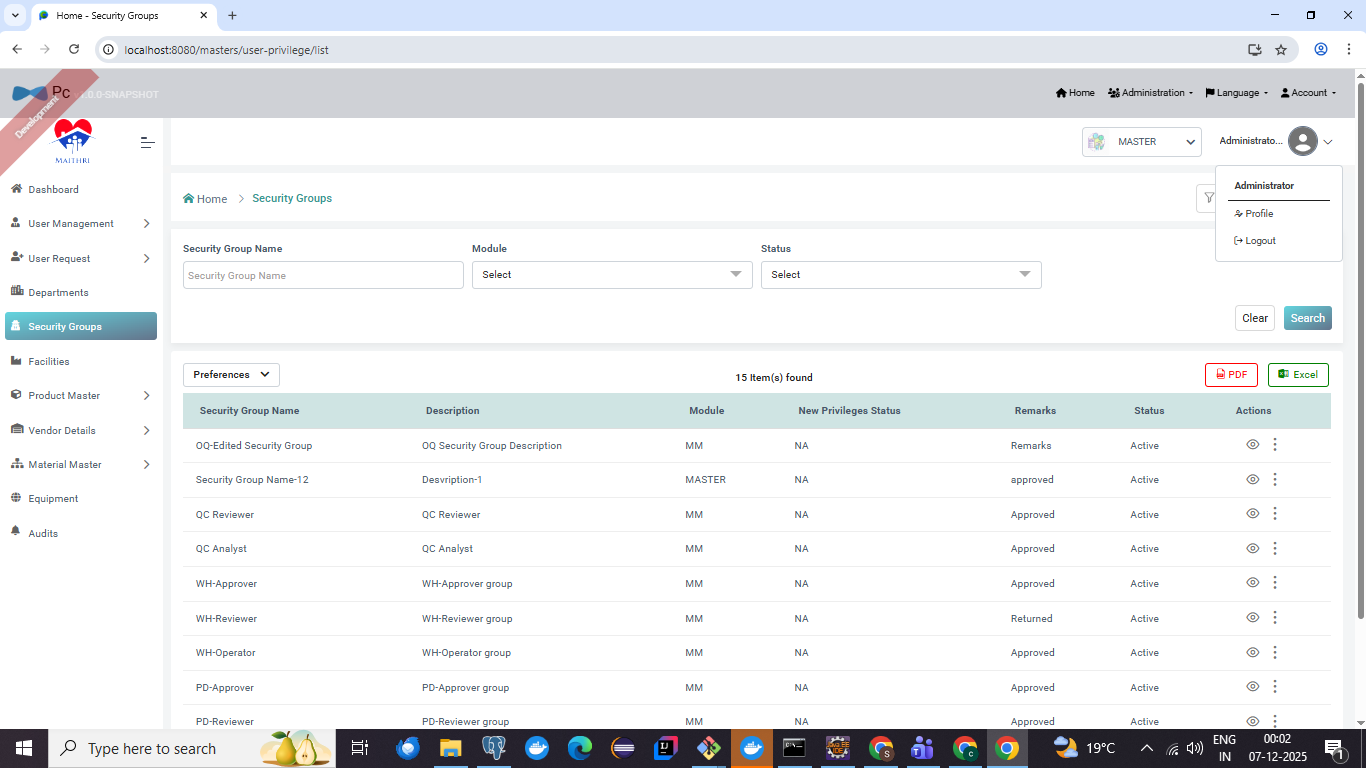 Home - Security Groups
localhost:8080/masters/user-privilege/list
Pc v1.0.0-SNAPSHOT
Home Administration Language Account
Development
MAITHRI
MASTER Administrato...
Administrator
Profile
Logout
Dashboard
User Management
User Request
Departments
Security Groups
Facilities
Product Master
Vendor Details
Material Master
Equipment
Audits
Home > Security Groups
Security Group Name Module Status
Security Group Name Select Select
Clear Search
Preferences 15 Item(s) found PDF Excel
Security Group Name Description Module New Privileges Status Remarks Status Actions
OQ-Edited Security Group OQ Security Group Description MM NA Remarks Active
Security Group Name-12 Desvription-1 MASTER NA approved Active
QC Reviewer QC Reviewer MM NA Approved Active
QC Analyst QC Analyst MM NA Approved Active
WH-Approver WH-Approver group MM NA Approved Active
WH-Reviewer WH-Reviewer group MM NA Returned Active
WH-Operator WH-Operator group MM NA Approved Active
PD-Approver PD-Approver group MM NA Approved Active
PD-Reviewer PD-Reviewer group MM NA Approved Active
Type here to search
19°C
ENG
IN
00:02
07-12-2025
1